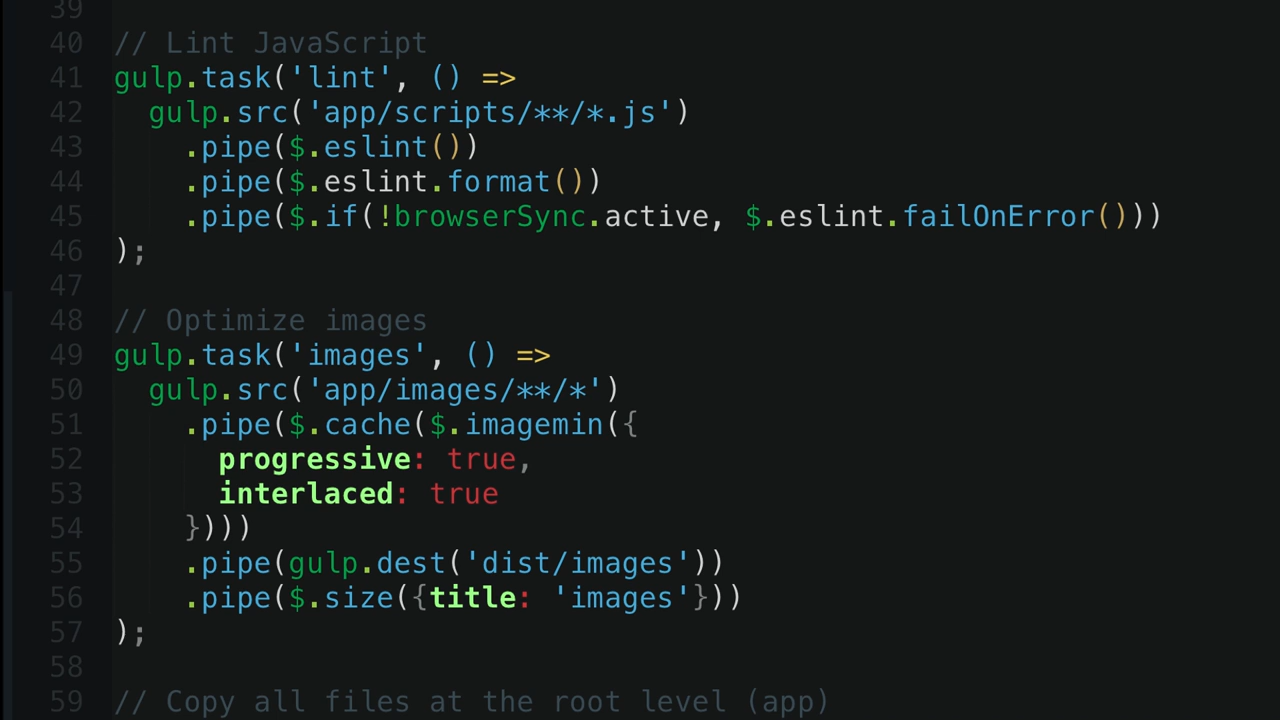 39
40 // Lint JavaScript
41 gulp.task('lint', () =>
42   gulp.src('app/scripts/**/*.js')
43     .pipe($.eslint())
44     .pipe($.eslint.format())
45     .pipe($.if(!browserSync.active, $.eslint.failOnError()))
46 );
47
48 // Optimize images
49 gulp.task('images', () =>
50   gulp.src('app/images/**/*')
51     .pipe($.cache($.imagemin({
52       progressive: true,
53       interlaced: true
54     })))
55     .pipe(gulp.dest('dist/images'))
56     .pipe($.size({title: 'images'}))
57 );
58
59 // Copy all files at the root level (app)